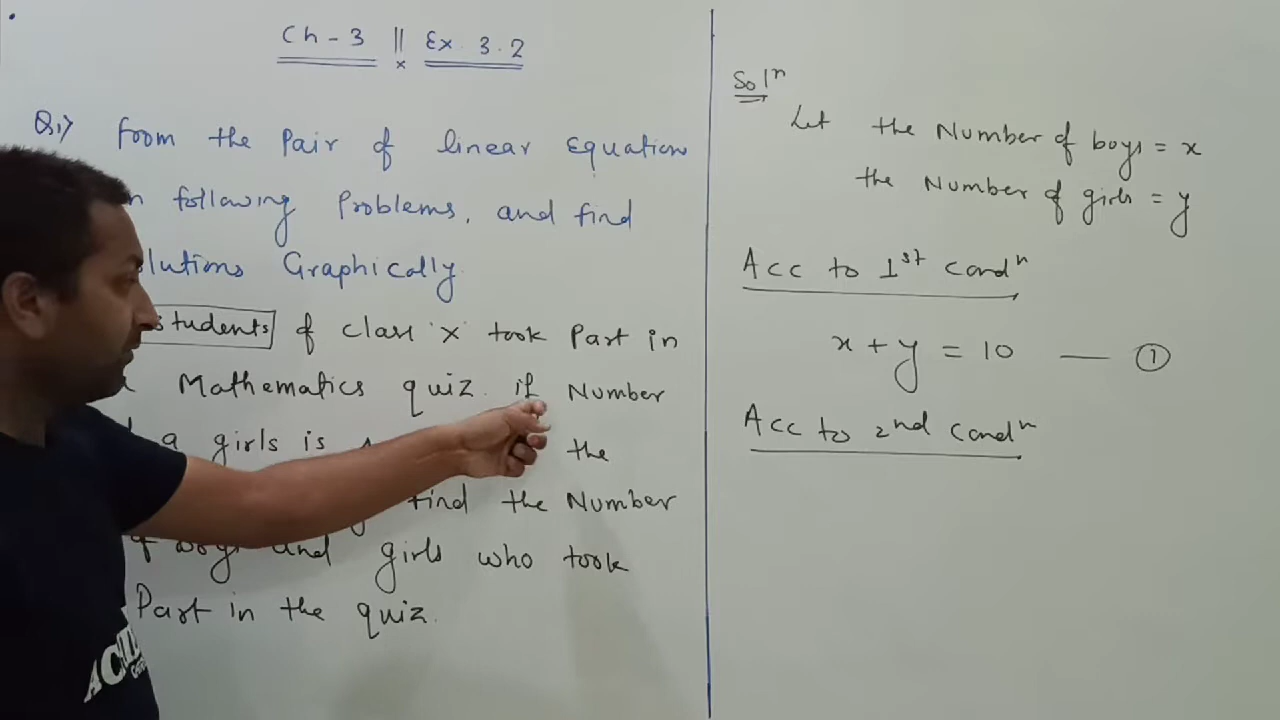 Ch - 3 || Ex. 3.2
Q.1) Foom the Pair of linear Equation
following Problems, and find
lutions Graphically
students of class 'X' took Part in
Mathematics quiz. if Number
a girls is the
find the Number
boys and girls who took
Part in the quiz.
Solⁿ
Let the Number of boys = x
the Number of girls = y
Acc to 1st condⁿ
x + y = 10 — ①
Acc to 2nd condⁿ